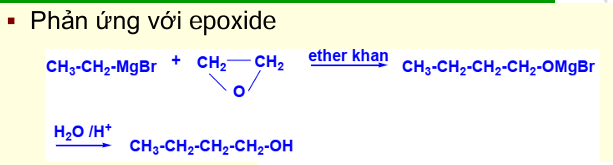 ▪ Phản ứng với epoxide
CH₃-CH₂-MgBr + CH₂—CH₂ ether khan CH₃-CH₂-CH₂-CH₂-OMgBr
O
H₂O /H⁺
CH₃-CH₂-CH₂-CH₂-OH